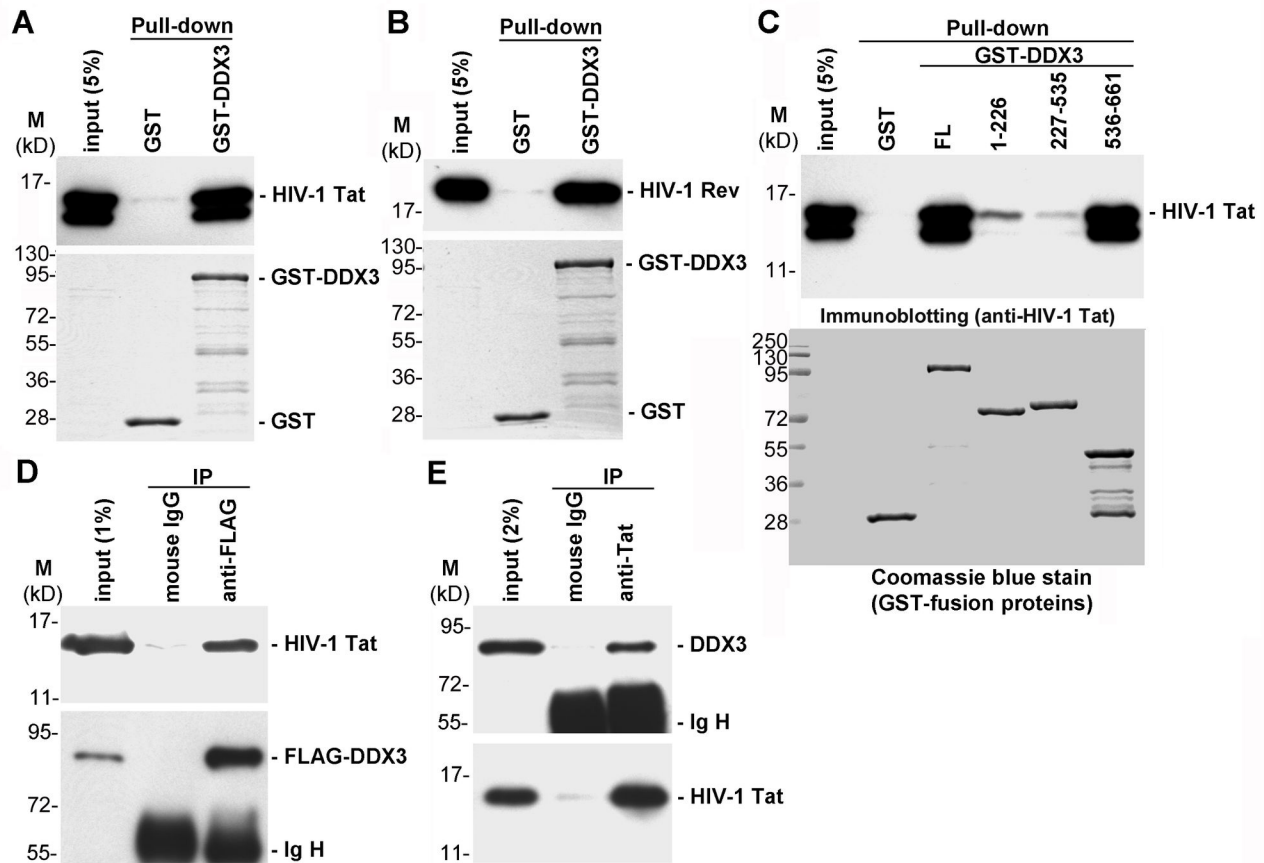 A
Pull-down
M
(kD)
input (5%)
GST
GST-DDX3
17-
- HIV-1 Tat
130-
95-
- GST-DDX3
72-
55-
36-
28-
- GST
B
Pull-down
M
(kD)
input (5%)
GST
GST-DDX3
- HIV-1 Rev
17-
130-
95-
- GST-DDX3
72-
55-
36-
28-
- GST
C
Pull-down
GST-DDX3
M
(kD)
input (5%)
GST
FL
1-226
227-535
536-661
17-
- HIV-1 Tat
11-
Immunoblotting (anti-HIV-1 Tat)
250
130
95
72
55
36
28
Coomassie blue stain
(GST-fusion proteins)
D
IP
M
(kD)
input (1%)
mouse IgG
anti-FLAG
17-
- HIV-1 Tat
11-
95-
- FLAG-DDX3
72-
55-
- Ig H
E
IP
M
(kD)
input (2%)
mouse IgG
anti-Tat
95-
- DDX3
72-
55-
- Ig H
17-
- HIV-1 Tat
11-